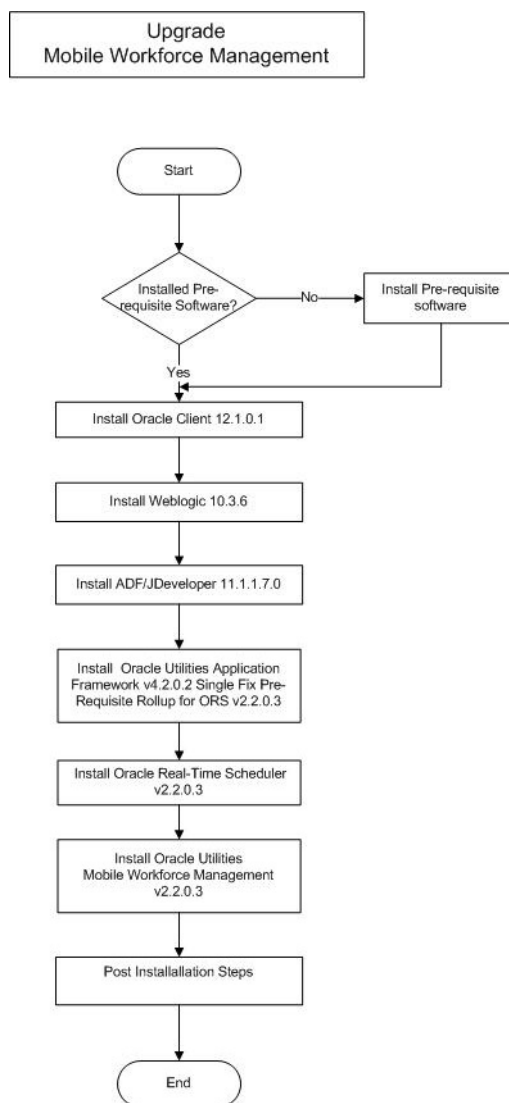 Upgrade
Mobile Workforce Management
Start
Installed Pre-
requisite Software?
No
Install Pre-requisite
software
Yes
Install Oracle Client 12.1.0.1
Install Weblogic 10.3.6
Install ADF/JDeveloper 11.1.1.7.0
Install Oracle Utilities Application
Framework v4.2.0.2 Single Fix Pre-
Requisite Rollup for ORS v2.2.0.3
Install Oracle Real-Time Scheduler
v2.2.0.3
Install Oracle Utilities
Mobile Workforce Management
v2.2.0.3
Post Installallation Steps
End